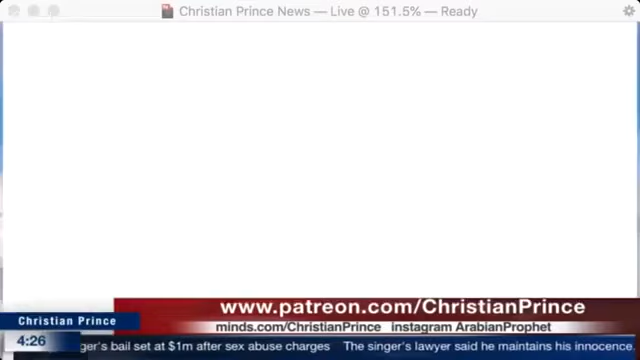 Christian Prince News — Live @ 151.5% — Ready
www.patreon.com/ChristianPrince
Christian Prince
minds.com/ChristianPrince instagram ArabianProphet
4:26
ger's bail set at $1m after sex abuse charges The singer's lawyer said he maintains his innocence.